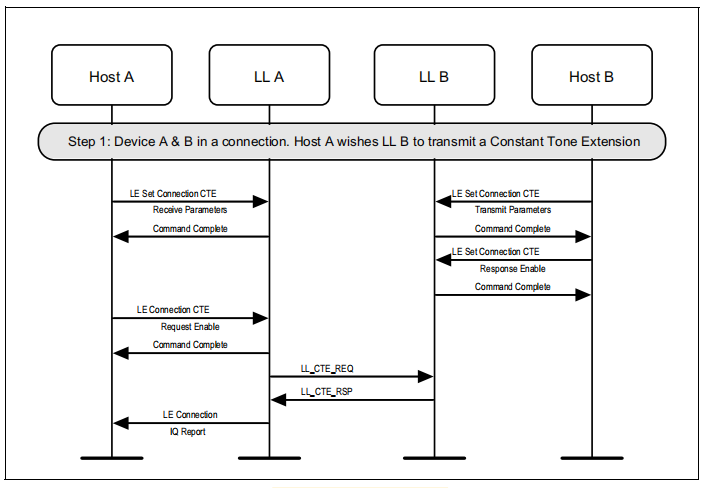 Host A
LL A
LL B
Host B
Step 1: Device A & B in a connection. Host A wishes LL B to transmit a Constant Tone Extension
LE Set Connection CTE
Receive Parameters
LE Set Connection CTE
Transmit Parameters
Command Complete
Command Complete
LE Set Connection CTE
Response Enable
Command Complete
LE Connection CTE
Request Enable
Command Complete
LL_CTE_REQ
LL_CTE_RSP
LE Connection
IQ Report